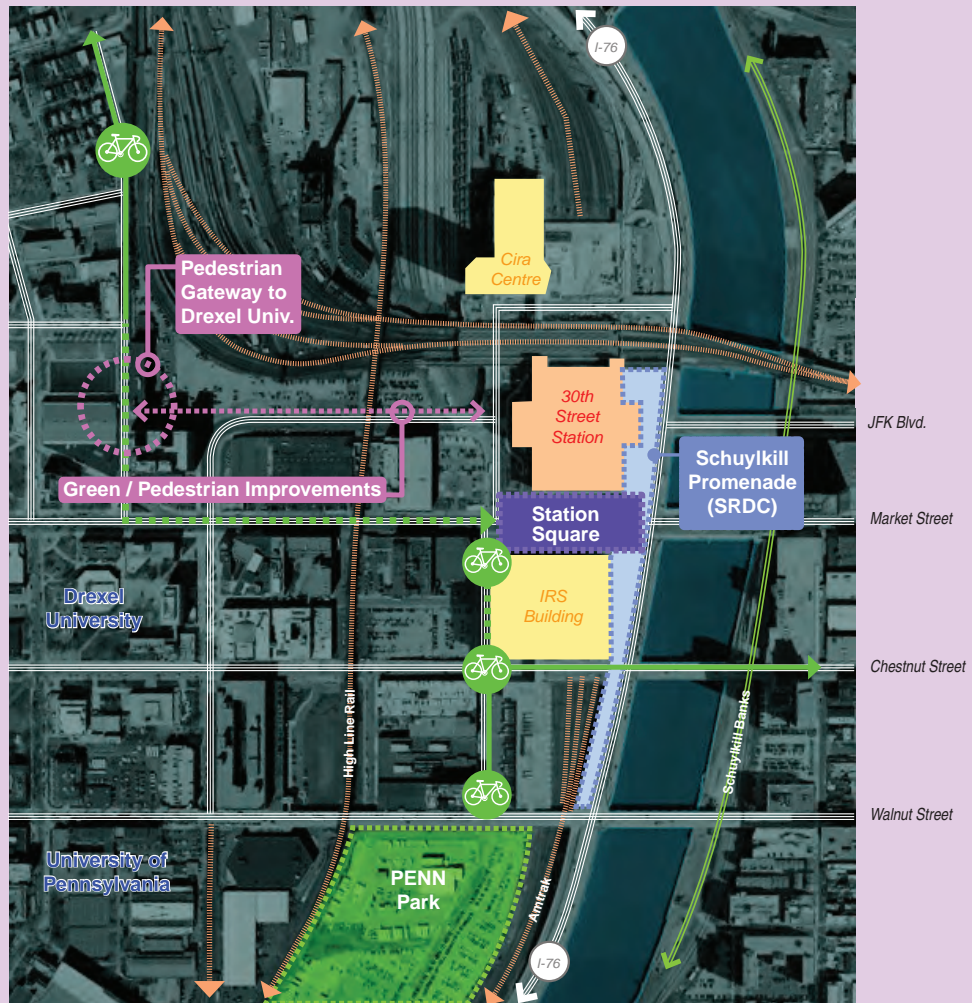 I-76
Cira
Centre
Pedestrian
Gateway to
Drexel Univ.
30th
Street
Station
JFK Blvd.
Schuylkill
Promenade
(SRDC)
Green / Pedestrian Improvements
Station
Square
Market Street
Drexel
University
IRS
Building
Chestnut Street
High Line Rail
Schuylkill Banks
Walnut Street
University of
Pennsylvania
PENN
Park
Amtrak
I-76